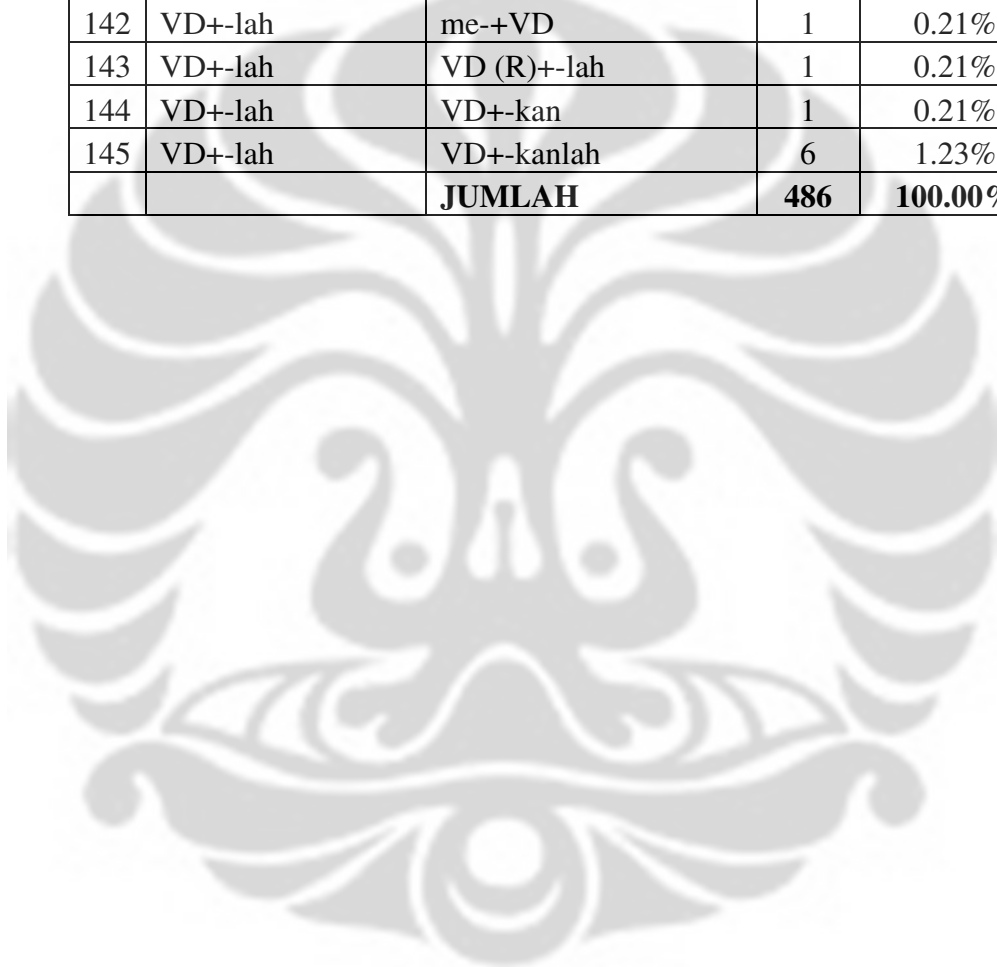 142 VD+-lah me-+VD 1 0.21%
143 VD+-lah VD (R)+-lah 1 0.21%
144 VD+-lah VD+-kan 1 0.21%
145 VD+-lah VD+-kanlah 6 1.23%
JUMLAH 486 100.00%